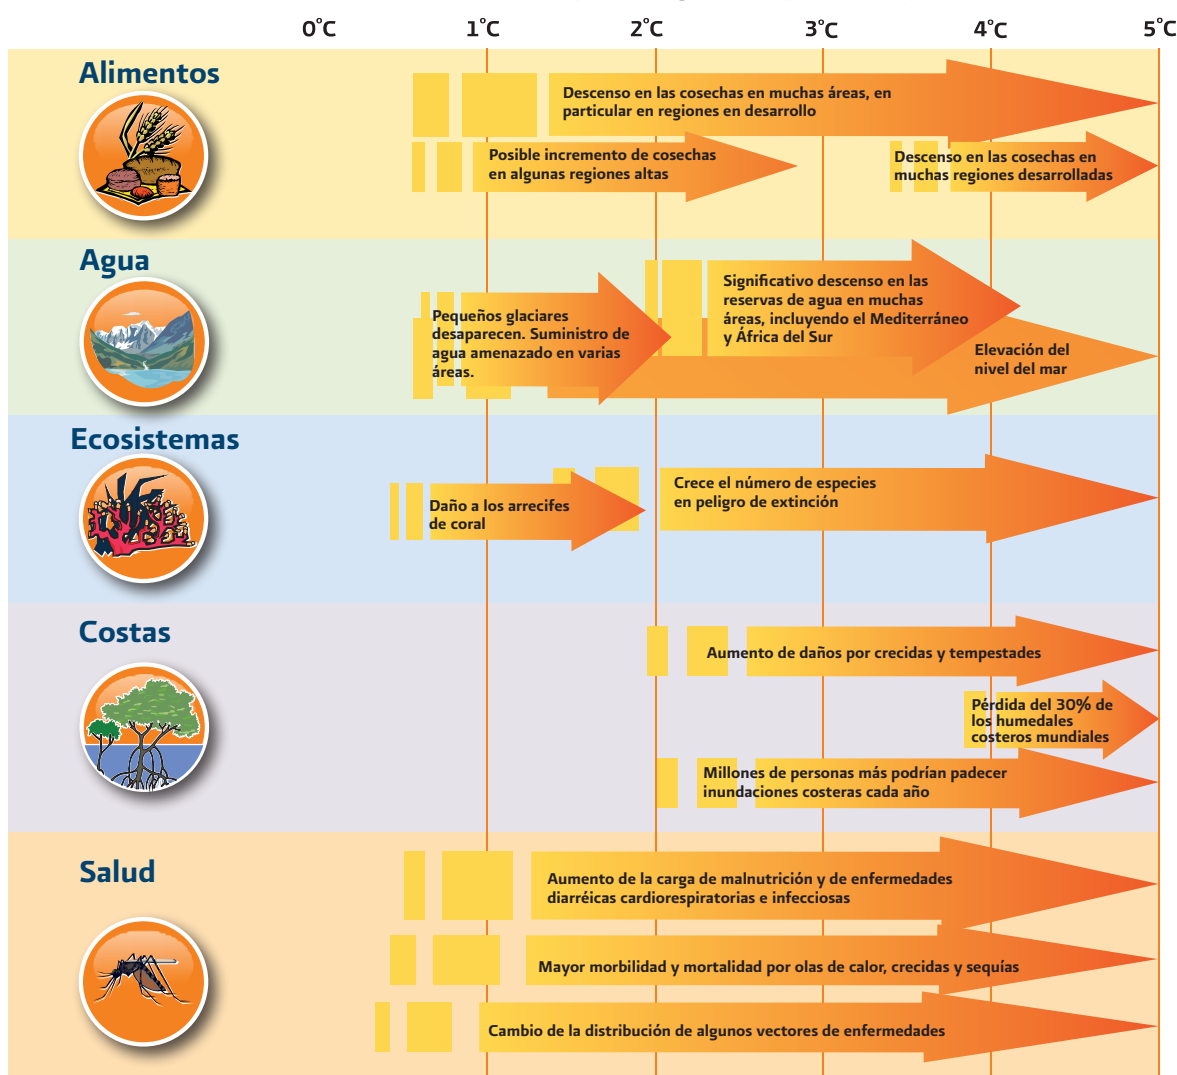 0°C 1°C 2°C 3°C 4°C 5°C
Alimentos
Descenso en las cosechas en muchas áreas, en
particular en regiones en desarrollo
Posible incremento de cosechas
en algunas regiones altas
Descenso en las cosechas en
muchas regiones desarrolladas
Agua
Pequeños glaciares
desaparecen. Suministro de
agua amenazado en varias
áreas.
Significativo descenso en las
reservas de agua en muchas
áreas, incluyendo el Mediterráneo
y África del Sur
Elevación del
nivel del mar
Ecosistemas
Daño a los arrecifes
de coral
Crece el número de especies
en peligro de extinción
Costas
Aumento de daños por crecidas y tempestades
Pérdida del 30% de
los humedales
costeros mundiales
Millones de personas más podrían padecer
inundaciones costeras cada año
Salud
Aumento de la carga de malnutrición y de enfermedades
diarréicas cardiorespiratorias e infecciosas
Mayor morbilidad y mortalidad por olas de calor, crecidas y sequías
Cambio de la distribución de algunos vectores de enfermedades